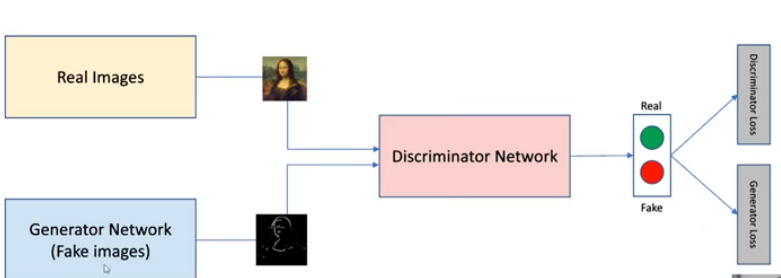 Real Images
Generator Network
(Fake images)
Discriminator Network
Real
Fake
Discriminator Loss
Generator Loss